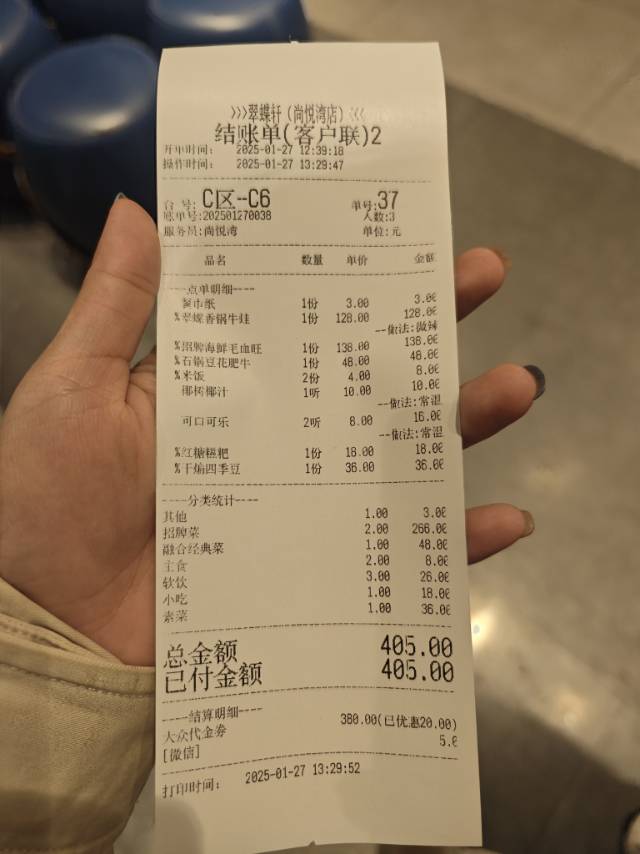 >>>翠蝶轩(尚悦湾店)<<<
结账单(客户联)2
开单时间: 2025-01-27 12:39:18
操作时间: 2025-01-27 13:29:47
台号: C区--C6 单号:37
账单号:202501270038 人数:3
服务员:尚悦湾 单位:元
品名 数量 单价 金额
----点单明细----
餐巾纸 1份 3.00 3.00
%翠蝶香锅牛蛙 1份 128.00 128.00
--做法:微辣
%招牌海鲜毛血旺 1份 138.00 138.00
%石锅豆花肥牛 1份 48.00 48.00
%米饭 2份 4.00 8.00
椰树椰汁 1听 10.00 10.00
--做法:常温
可口可乐 2听 8.00 16.00
--做法:常温
%红糖糍粑 1份 18.00 18.00
%干煸四季豆 1份 36.00 36.00
----分类统计----
其他 1.00 3.00
招牌菜 2.00 266.00
融合经典菜 1.00 48.00
主食 2.00 8.00
软饮 3.00 26.00
小吃 1.00 18.00
素菜 1.00 36.00
总金额 405.00
已付金额 405.00
----结算明细----
大众代金券 380.00(已优惠20.00)
[微信] 5.0
打印时间: 2025-01-27 13:29:52